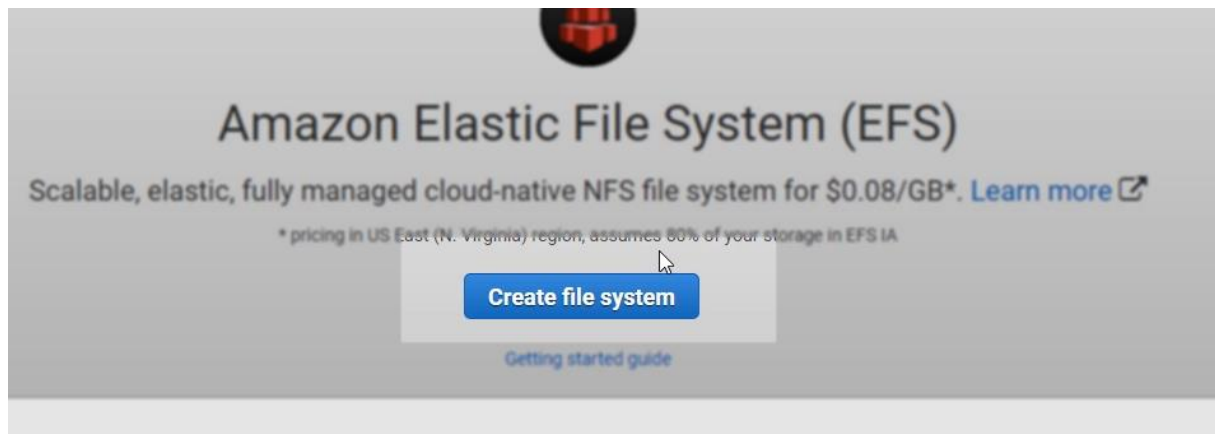 Amazon Elastic File System (EFS)
Scalable, elastic, fully managed cloud-native NFS file system for $0.08/GB*. Learn more
* pricing in US East (N. Virginia) region, assumes 80% of your storage in EFS IA
Create file system
Getting started guide